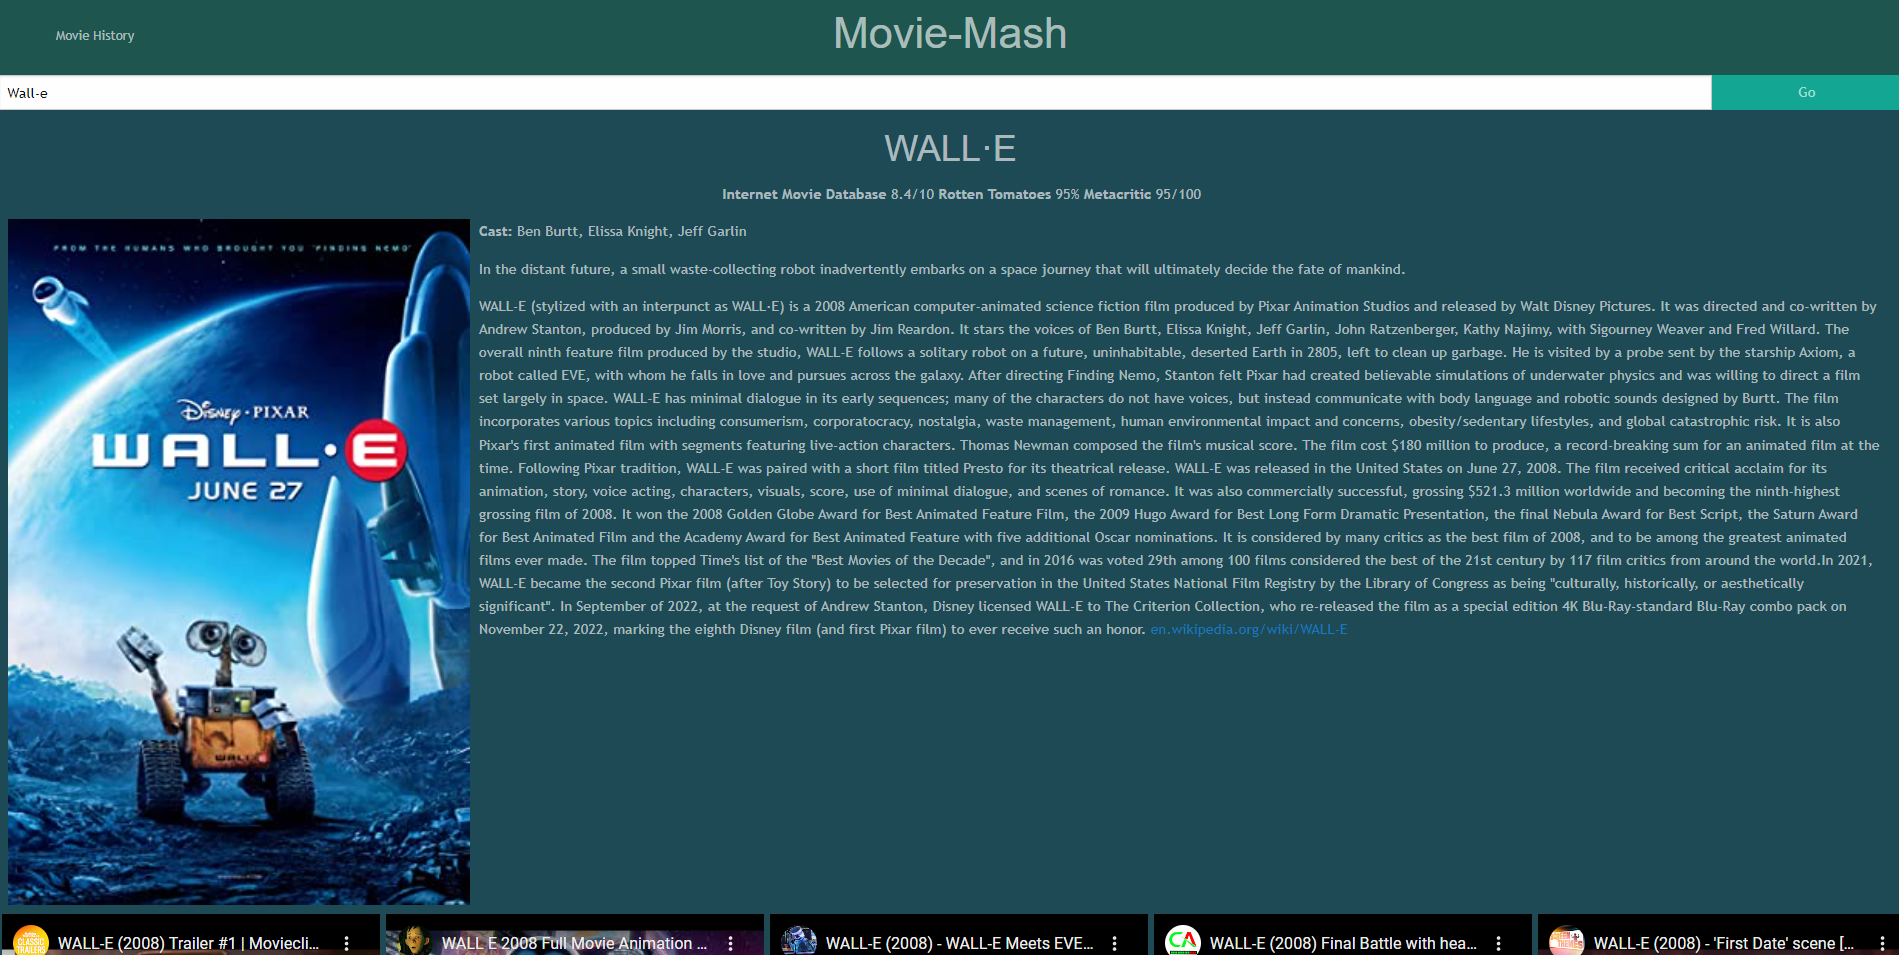 Movie History
Movie-Mash
Wall-e
Go
WALL·E
Internet Movie Database 8.4/10 Rotten Tomatoes 95% Metacritic 95/100
FROM THE HUMANS WHO BROUGHT YOU "FINDING NEMO"
DISNEY·PIXAR
WALL·E
JUNE 27
WALL·E
Cast: Ben Burtt, Elissa Knight, Jeff Garlin
In the distant future, a small waste-collecting robot inadvertently embarks on a space journey that will ultimately decide the fate of mankind.
WALL-E (stylized with an interpunct as WALL·E) is a 2008 American computer-animated science fiction film produced by Pixar Animation Studios and released by Walt Disney Pictures. It was directed and co-written by
Andrew Stanton, produced by Jim Morris, and co-written by Jim Reardon. It stars the voices of Ben Burtt, Elissa Knight, Jeff Garlin, John Ratzenberger, Kathy Najimy, with Sigourney Weaver and Fred Willard. The
overall ninth feature film produced by the studio, WALL-E follows a solitary robot on a future, uninhabitable, deserted Earth in 2805, left to clean up garbage. He is visited by a probe sent by the starship Axiom, a
robot called EVE, with whom he falls in love and pursues across the galaxy. After directing Finding Nemo, Stanton felt Pixar had created believable simulations of underwater physics and was willing to direct a film
set largely in space. WALL-E has minimal dialogue in its early sequences; many of the characters do not have voices, but instead communicate with body language and robotic sounds designed by Burtt. The film
incorporates various topics including consumerism, corporatocracy, nostalgia, waste management, human environmental impact and concerns, obesity/sedentary lifestyles, and global catastrophic risk. It is also
Pixar's first animated film with segments featuring live-action characters. Thomas Newman composed the film's musical score. The film cost $180 million to produce, a record-breaking sum for an animated film at the
time. Following Pixar tradition, WALL-E was paired with a short film titled Presto for its theatrical release. WALL-E was released in the United States on June 27, 2008. The film received critical acclaim for its
animation, story, voice acting, characters, visuals, score, use of minimal dialogue, and scenes of romance. It was also commercially successful, grossing $521.3 million worldwide and becoming the ninth-highest
grossing film of 2008. It won the 2008 Golden Globe Award for Best Animated Feature Film, the 2009 Hugo Award for Best Long Form Dramatic Presentation, the final Nebula Award for Best Script, the Saturn Award
for Best Animated Film and the Academy Award for Best Animated Feature with five additional Oscar nominations. It is considered by many critics as the best film of 2008, and to be among the greatest animated
films ever made. The film topped Time's list of the "Best Movies of the Decade", and in 2016 was voted 29th among 100 films considered the best of the 21st century by 117 film critics from around the world.In 2021,
WALL-E became the second Pixar film (after Toy Story) to be selected for preservation in the United States National Film Registry by the Library of Congress as being "culturally, historically, or aesthetically
significant". In September of 2022, at the request of Andrew Stanton, Disney licensed WALL-E to The Criterion Collection, who re-released the film as a special edition 4K Blu-Ray-standard Blu-Ray combo pack on
November 22, 2022, marking the eighth Disney film (and first Pixar film) to ever receive such an honor. en.wikipedia.org/wiki/WALL-E
CLASSIC TRAILERS
WALL-E (2008) Trailer #1 | Moviecli...
WALL E 2008 Full Movie Animation ...
WALL-E (2008) - WALL-E Meets EVE...
CA
WALL-E (2008) Final Battle with hea...
WALL-E (2008) - 'First Date' scene [...